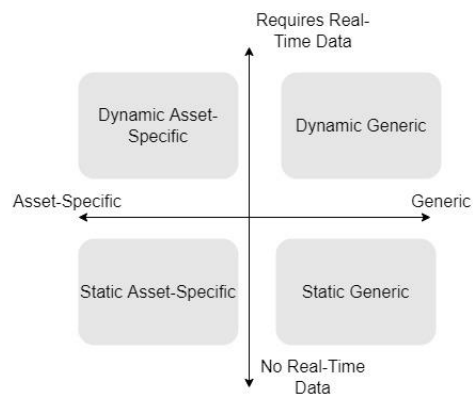 Requires Real-
Time Data
Dynamic Asset-
Specific
Dynamic Generic
Asset-Specific
Generic
Static Asset-Specific
Static Generic
No Real-Time
Data